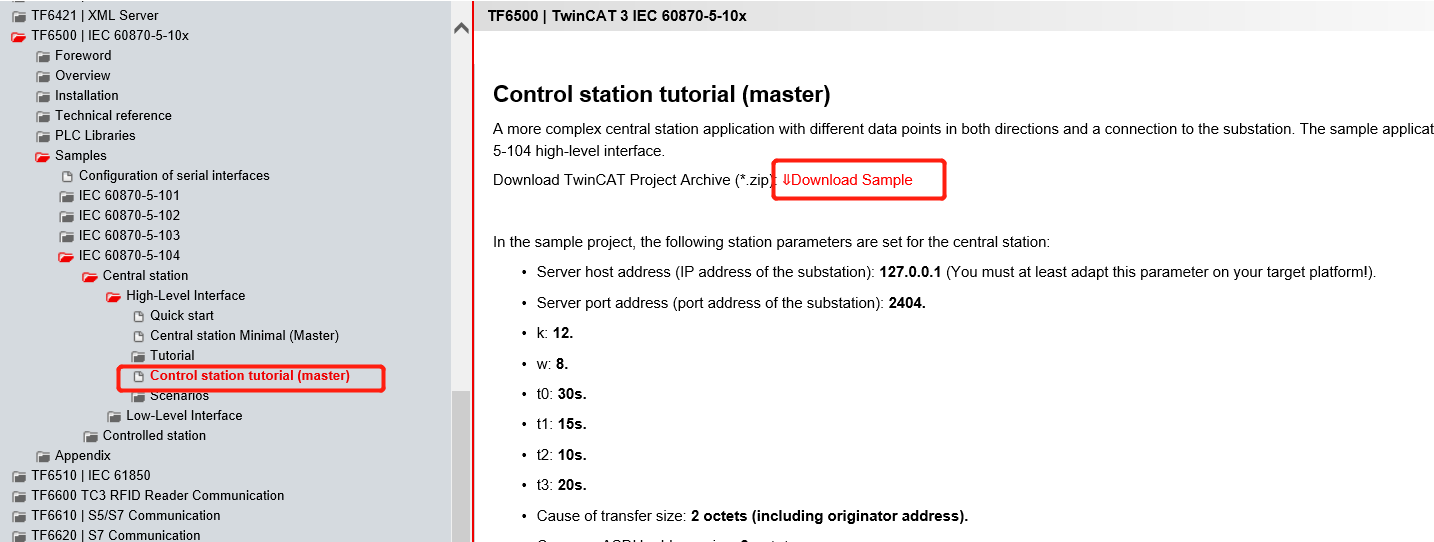 TF6421 | XML Server
TF6500 | IEC 60870-5-10x
Foreword
Overview
Installation
Technical reference
PLC Libraries
Samples
Configuration of serial interfaces
IEC 60870-5-101
IEC 60870-5-102
IEC 60870-5-103
IEC 60870-5-104
Central station
High-Level Interface
Quick start
Central station Minimal (Master)
Tutorial
Control station tutorial (master)
Scenarios
Low-Level Interface
Controlled station
Appendix
TF6510 | IEC 61850
TF6600 TC3 RFID Reader Communication
TF6610 | S5/S7 Communication
TF6620 | S7 Communication
TF6500 | TwinCAT 3 IEC 60870-5-10x
Control station tutorial (master)
A more complex central station application with different data points in both directions and a connection to the substation. The sample applicat
5-104 high-level interface.
Download TwinCAT Project Archive (*.zip): ⇓Download Sample
In the sample project, the following station parameters are set for the central station:
• Server host address (IP address of the substation): 127.0.0.1 (You must at least adapt this parameter on your target platform!).
• Server port address (port address of the substation): 2404.
• k: 12.
• w: 8.
• t0: 30s.
• t1: 15s.
• t2: 10s.
• t3: 20s.
• Cause of transfer size: 2 octets (including originator address).